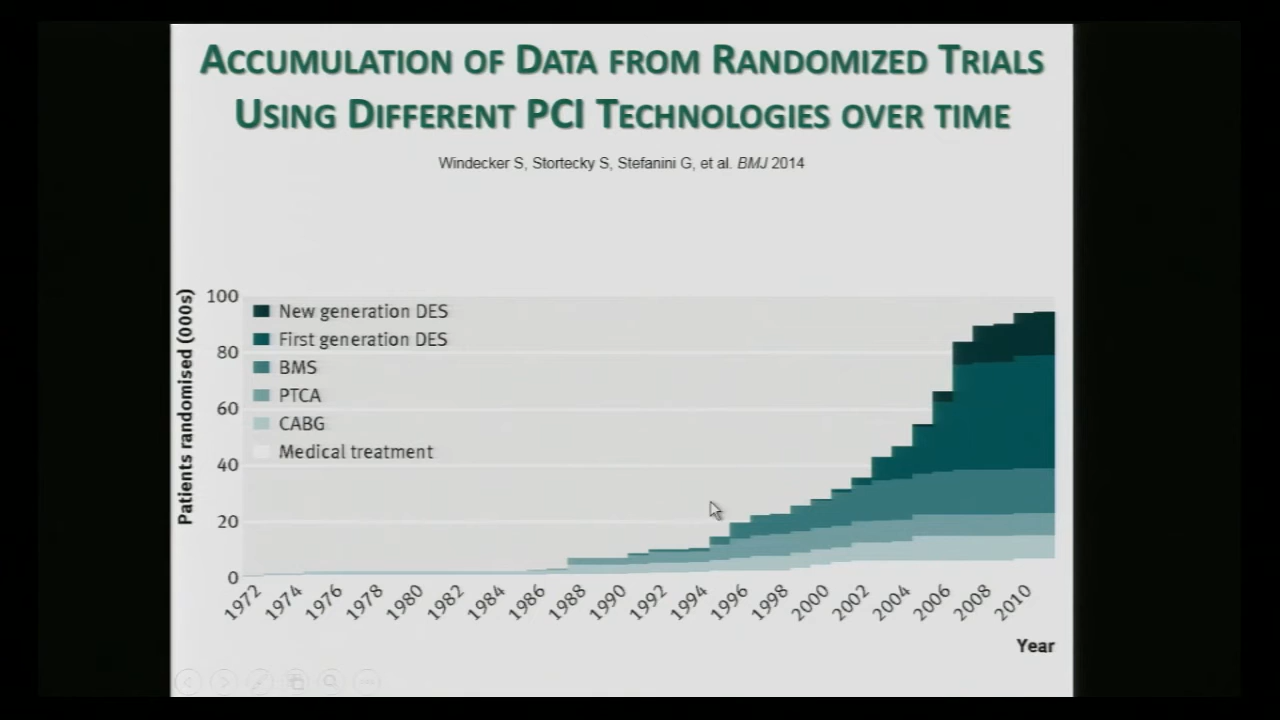 ACCUMULATION OF DATA FROM RANDOMIZED TRIALS
USING DIFFERENT PCI TECHNOLOGIES OVER TIME
Windecker S, Stortecky S, Stefanini G, et al. BMJ 2014
Patients randomised (000s)
100
80
60
40
20
0
New generation DES
First generation DES
BMS
PTCA
CABG
Medical treatment
1972
1974
1976
1978
1980
1982
1984
1986
1988
1990
1992
1994
1996
1998
2000
2002
2004
2006
2008
2010
Year